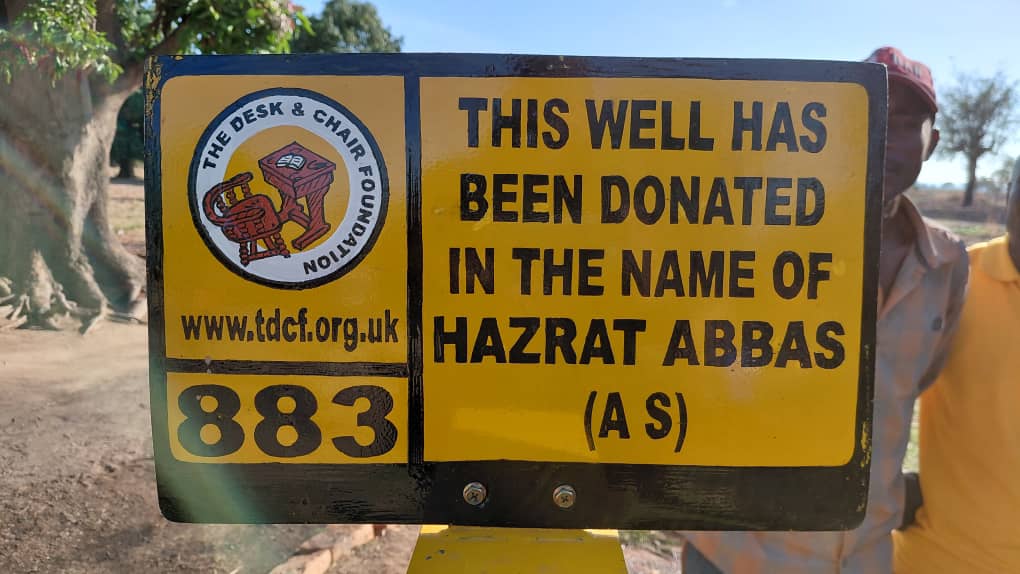 THE DESK & CHAIR FOUNDATION
www.tdcf.org.uk
883
THIS WELL HAS
BEEN DONATED
IN THE NAME OF
HAZRAT ABBAS
(A S)